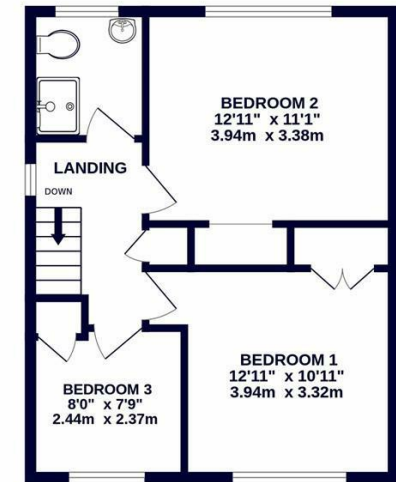 BEDROOM 2
12'11" x 11'1"
3.94m x 3.38m
LANDING
DOWN
BEDROOM 1
12'11" x 10'11"
3.94m x 3.32m
BEDROOM 3
8'0" x 7'9"
2.44m x 2.37m